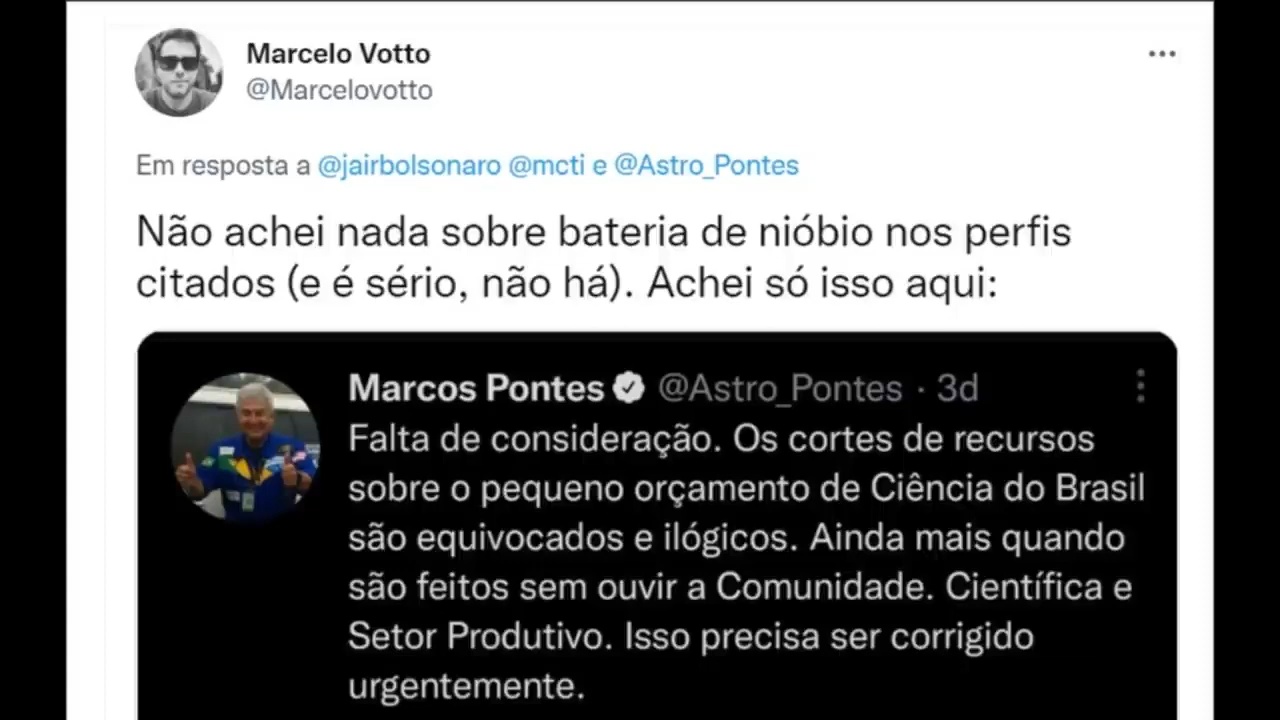 Marcelo Votto
@Marcelovotto
Em resposta a @jairbolsonaro @mcti e @Astro_Pontes
Não achei nada sobre bateria de nióbio nos perfis
citados (e é sério, não há). Achei só isso aqui:
Marcos Pontes @Astro_Pontes · 3d
Falta de consideração. Os cortes de recursos
sobre o pequeno orçamento de Ciência do Brasil
são equivocados e ilógicos. Ainda mais quando
são feitos sem ouvir a Comunidade. Científica e
Setor Produtivo. Isso precisa ser corrigido
urgentemente.